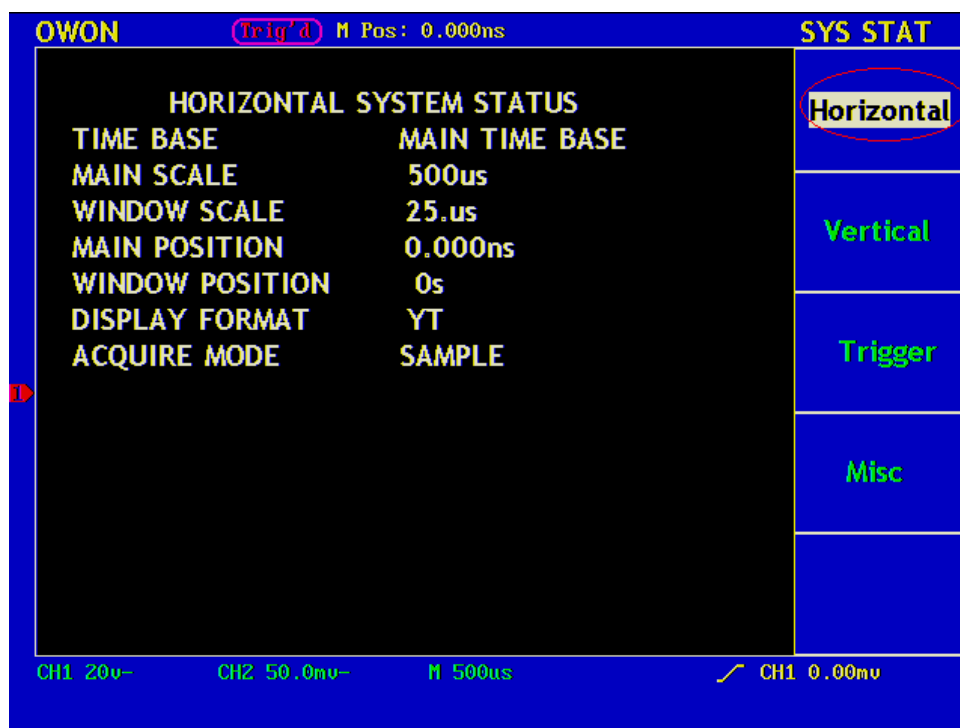 OWON Trig'd M Pos: 0.000ns SYS STAT
HORIZONTAL SYSTEM STATUS
TIME BASE MAIN TIME BASE
MAIN SCALE 500us
WINDOW SCALE 25.us
MAIN POSITION 0.000ns
WINDOW POSITION 0s
DISPLAY FORMAT YT
ACQUIRE MODE SAMPLE
1
Horizontal
Vertical
Trigger
Misc
CH1 20v- CH2 50.0mv- M 500us CH1 0.00mv